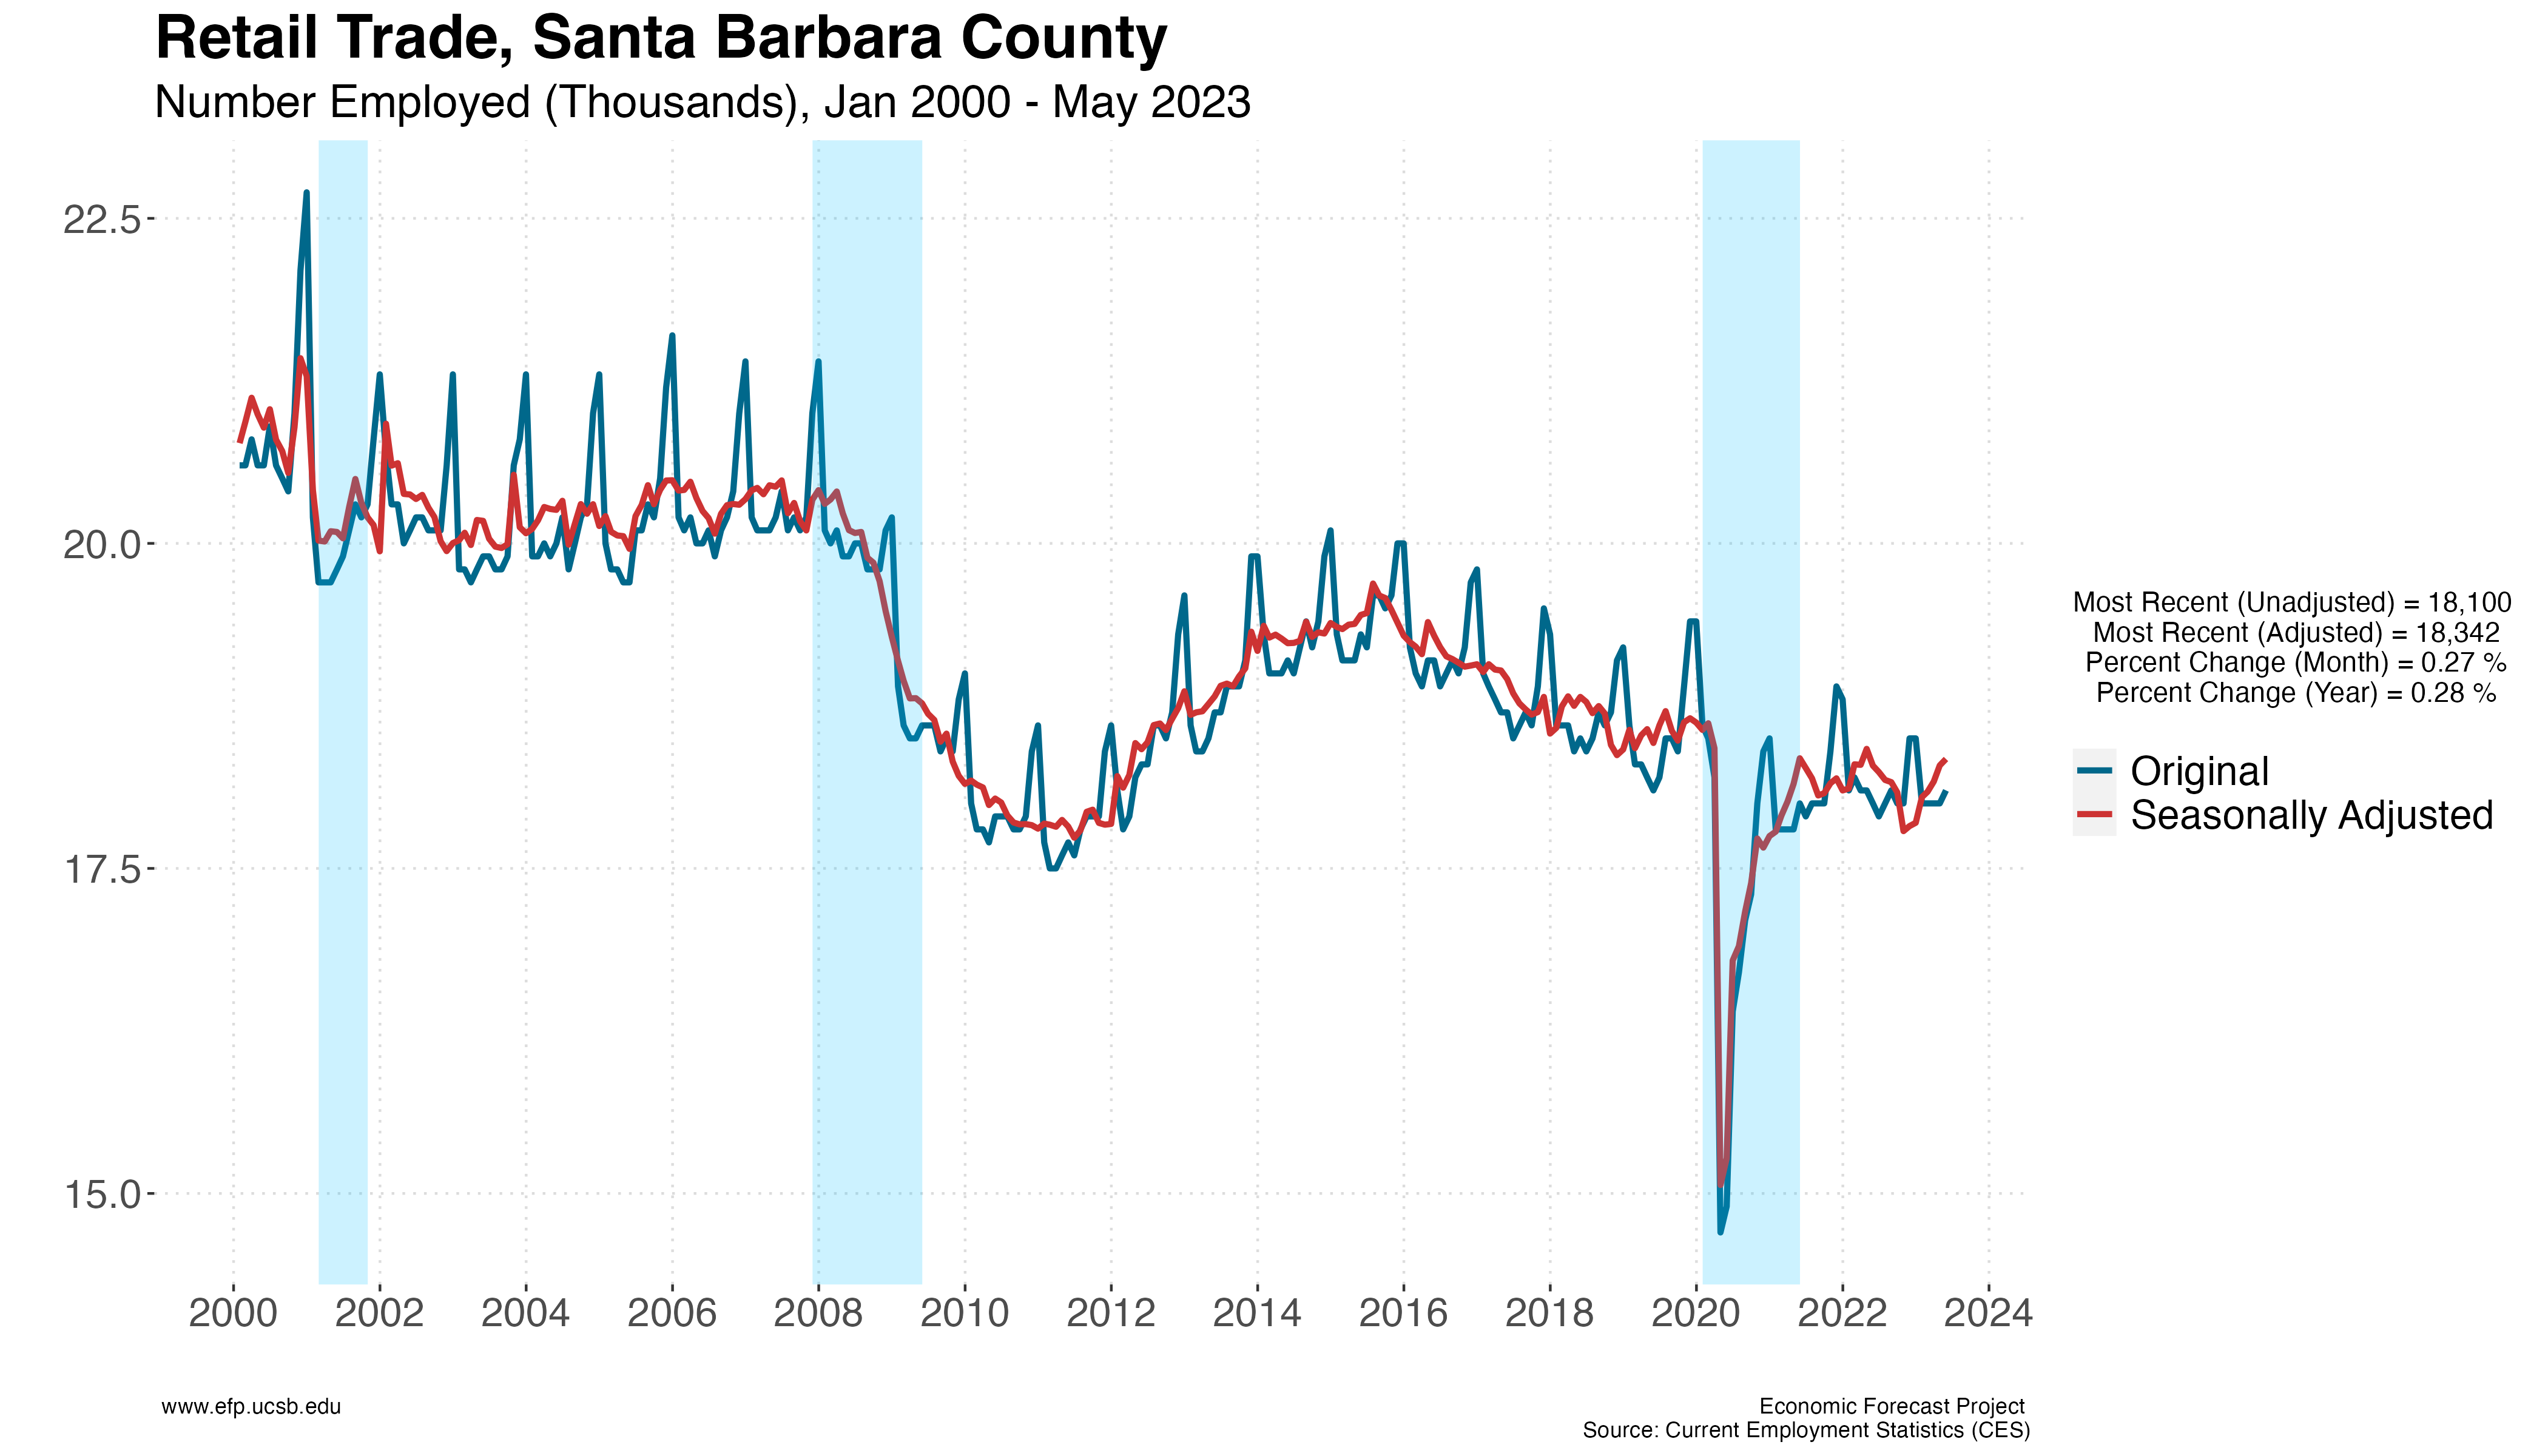 Retail Trade, Santa Barbara County
Number Employed (Thousands), Jan 2000 - May 2023
22.5
20.0
17.5
15.0
2000 2002 2004 2006 2008 2010 2012 2014 2016 2018 2020 2022 2024
Most Recent (Unadjusted) = 18,100
Most Recent (Adjusted) = 18,342
Percent Change (Month) = 0.27 %
Percent Change (Year) = 0.28 %
Original
Seasonally Adjusted
www.efp.ucsb.edu
Economic Forecast Project
Source: Current Employment Statistics (CES)